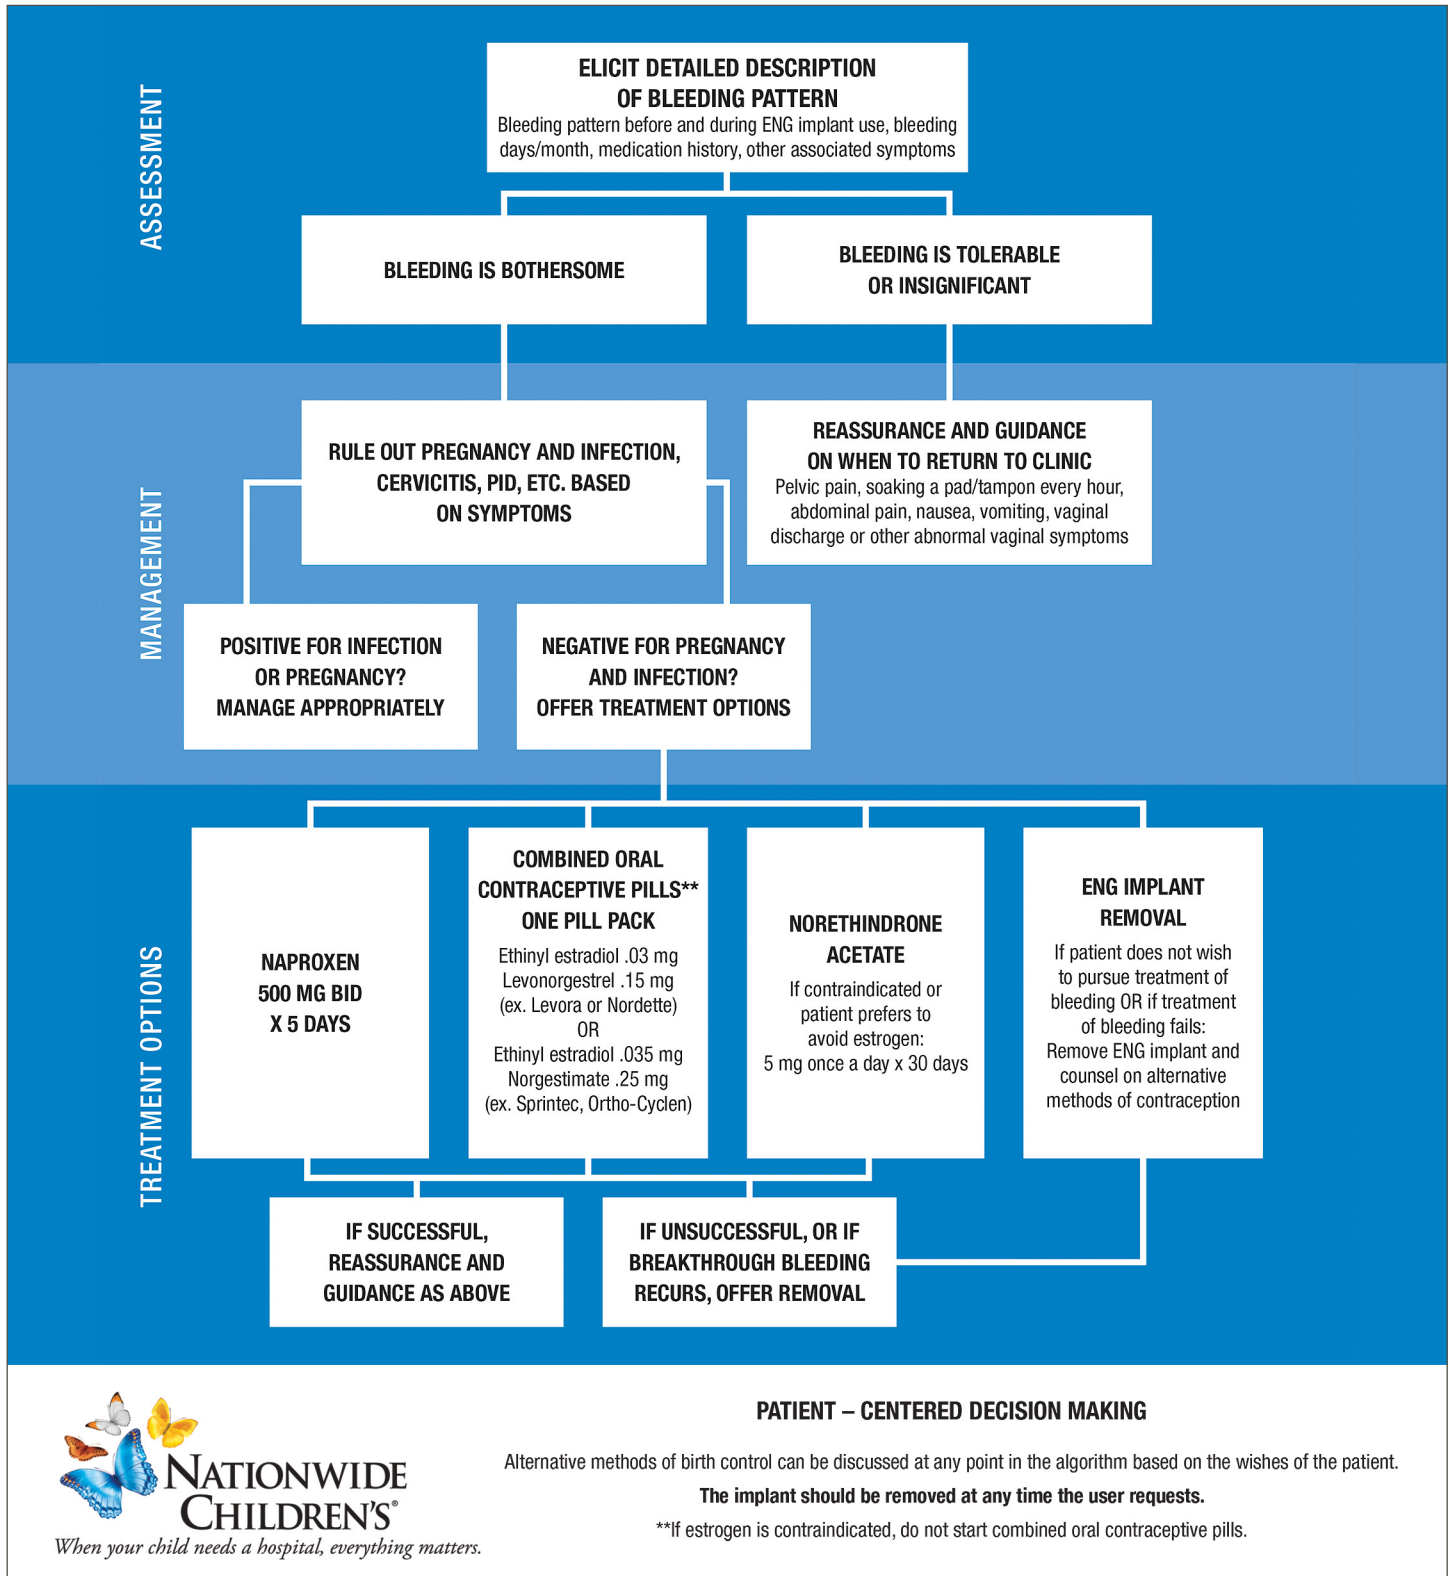 ASSESSMENT
ELICIT DETAILED DESCRIPTION
OF BLEEDING PATTERN
Bleeding pattern before and during ENG implant use, bleeding
days/month, medication history, other associated symptoms
BLEEDING IS BOTHERSOME
BLEEDING IS TOLERABLE
OR INSIGNIFICANT
MANAGEMENT
RULE OUT PREGNANCY AND INFECTION,
CERVICITIS, PID, ETC. BASED
ON SYMPTOMS
REASSURANCE AND GUIDANCE
ON WHEN TO RETURN TO CLINIC
Pelvic pain, soaking a pad/tampon every hour,
abdominal pain, nausea, vomiting, vaginal
discharge or other abnormal vaginal symptoms
POSITIVE FOR INFECTION
OR PREGNANCY?
MANAGE APPROPRIATELY
NEGATIVE FOR PREGNANCY
AND INFECTION?
OFFER TREATMENT OPTIONS
TREATMENT OPTIONS
NAPROXEN
500 MG BID
X 5 DAYS
COMBINED ORAL
CONTRACEPTIVE PILLS**
ONE PILL PACK
Ethinyl estradiol .03 mg
Levonorgestrel .15 mg
(ex. Levora or Nordette)
OR
Ethinyl estradiol .035 mg
Norgestimate .25 mg
(ex. Sprintec, Ortho-Cyclen)
NORETHINDRONE
ACETATE
If contraindicated or
patient prefers to
avoid estrogen:
5 mg once a day x 30 days
ENG IMPLANT
REMOVAL
If patient does not wish
to pursue treatment of
bleeding OR if treatment
of bleeding fails:
Remove ENG implant and
counsel on alternative
methods of contraception
IF SUCCESSFUL,
REASSURANCE AND
GUIDANCE AS ABOVE
IF UNSUCCESSFUL, OR IF
BREAKTHROUGH BLEEDING
RECURS, OFFER REMOVAL
NATIONWIDE
CHILDREN'S®
When your child needs a hospital, everything matters.
PATIENT – CENTERED DECISION MAKING
Alternative methods of birth control can be discussed at any point in the algorithm based on the wishes of the patient.
The implant should be removed at any time the user requests.
**If estrogen is contraindicated, do not start combined oral contraceptive pills.